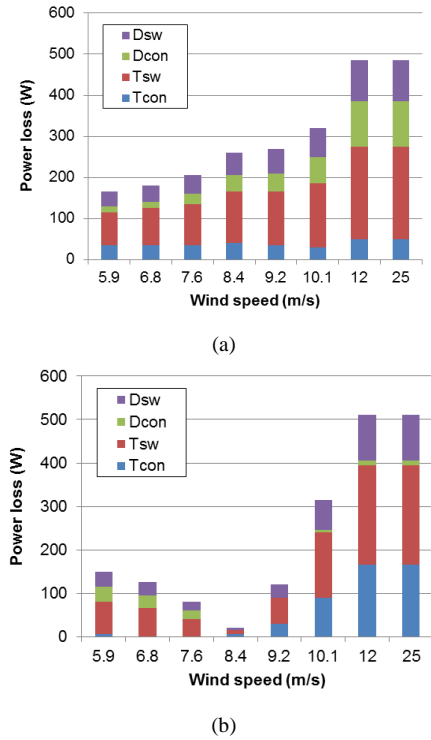 600
500
400
300
200
100
0
Power loss (W)
Dsw
Dcon
Tsw
Tcon
5.9 6.8 7.6 8.4 9.2 10.1 12 25
Wind speed (m/s)
(a)
600
500
400
300
200
100
0
Power loss (W)
Dsw
Dcon
Tsw
Tcon
5.9 6.8 7.6 8.4 9.2 10.1 12 25
Wind speed (m/s)
(b)